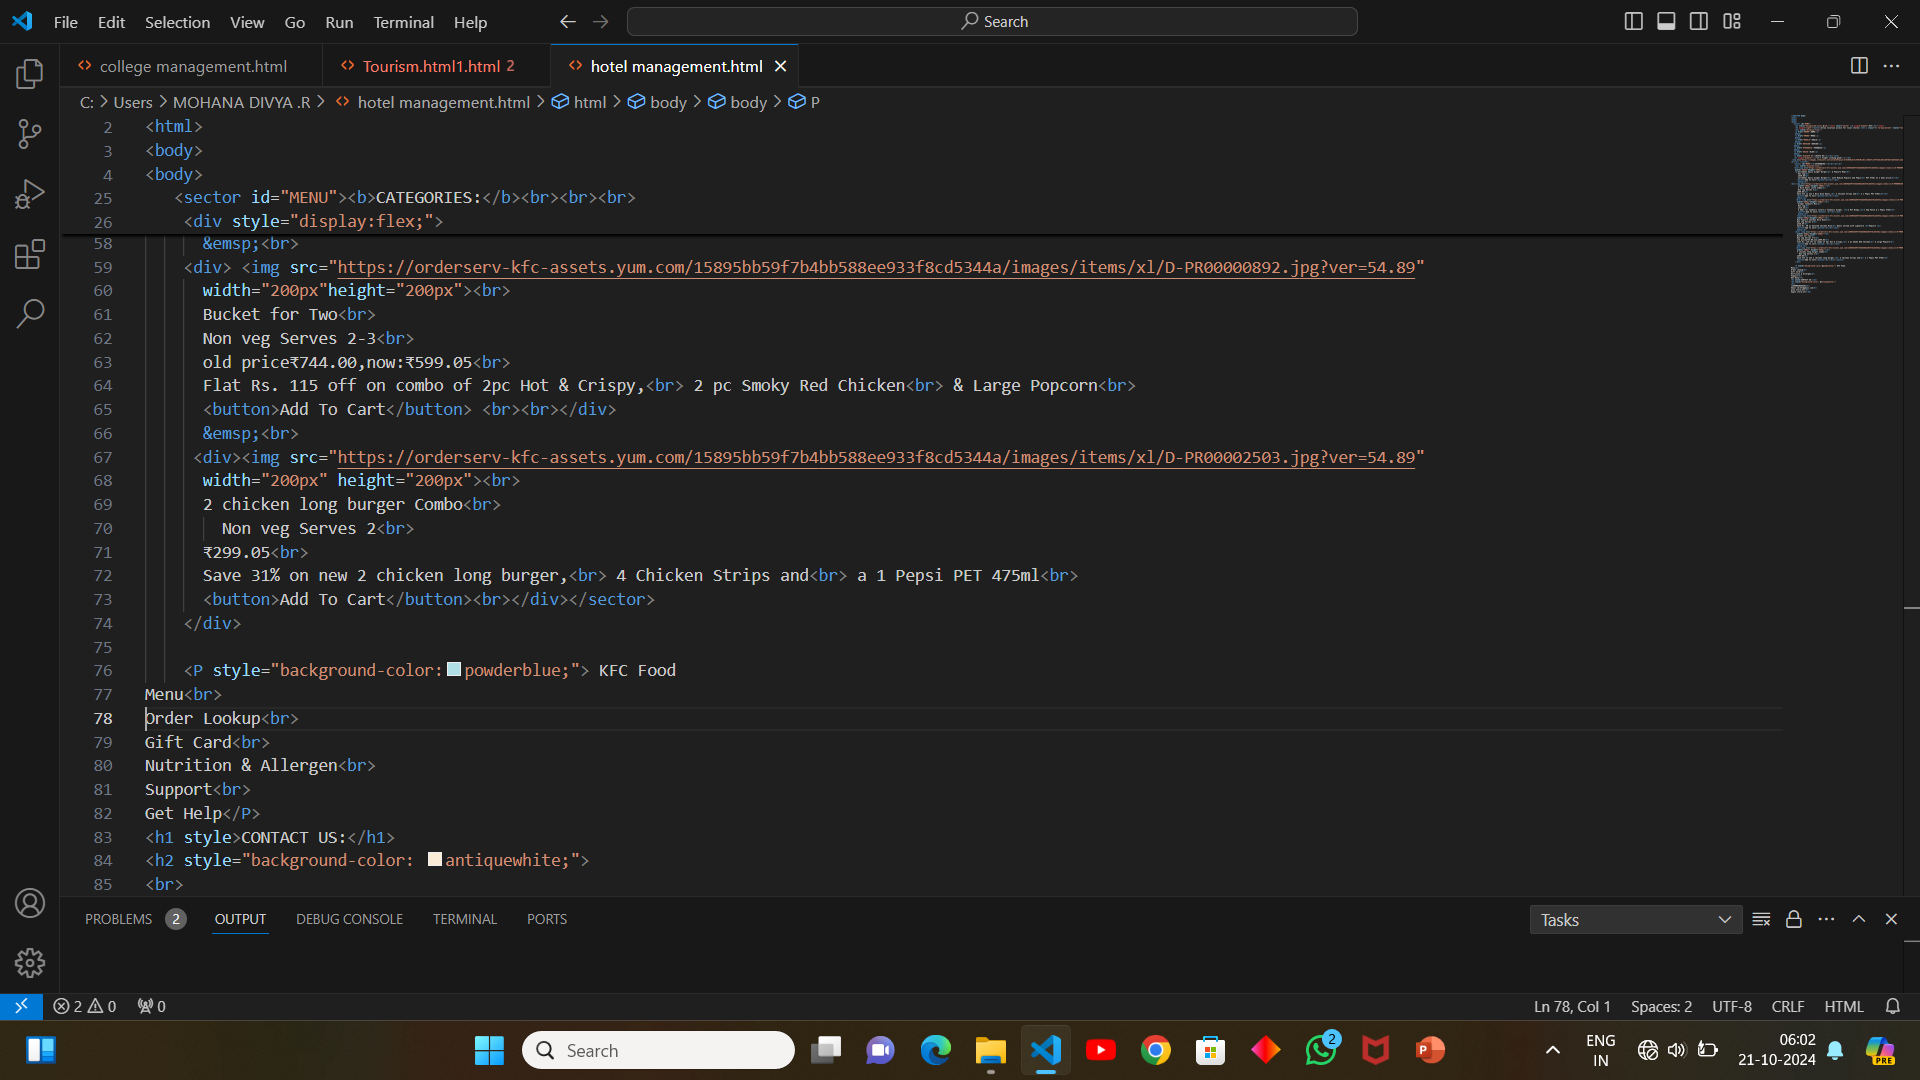 File Edit Selection View Go Run Terminal Help
Search
college management.html
Tourism.html1.html 2
hotel management.html
C: > Users > MOHANA DIVYA .R > hotel management.html > html > body > body > P
2 <html>
3 <body>
4 <body>
25 <sector id="MENU"><b>CATEGORIES:</b><br><br><br>
26 <div style="display:flex;">
58 &emsp;<br>
59 <div> <img src="https://orderserv-kfc-assets.yum.com/15895bb59f7b4bb588ee933f8cd5344a/images/items/xl/D-PR00000892.jpg?ver=54.89"
60 width="200px"height="200px"><br>
61 Bucket for Two<br>
62 Non veg Serves 2-3<br>
63 old price₹744.00,now:₹599.05<br>
64 Flat Rs. 115 off on combo of 2pc Hot & Crispy,<br> 2 pc Smoky Red Chicken<br> & Large Popcorn<br>
65 <button>Add To Cart</button> <br><br></div>
66 &emsp;<br>
67 <div><img src="https://orderserv-kfc-assets.yum.com/15895bb59f7b4bb588ee933f8cd5344a/images/items/xl/D-PR00002503.jpg?ver=54.89"
68 width="200px" height="200px"><br>
69 2 chicken long burger Combo<br>
70 Non veg Serves 2<br>
71 ₹299.05<br>
72 Save 31% on new 2 chicken long burger,<br> 4 Chicken Strips and<br> a 1 Pepsi PET 475ml<br>
73 <button>Add To Cart</button><br></div></sector>
74 </div>
75
76 <P style="background-color:powderblue;"> KFC Food
77 Menu<br>
78 Order Lookup<br>
79 Gift Card<br>
80 Nutrition & Allergen<br>
81 Support<br>
82 Get Help</P>
83 <h1 style>CONTACT US:</h1>
84 <h2 style="background-color: antiquewhite;">
85 <br>
PROBLEMS 2 OUTPUT DEBUG CONSOLE TERMINAL PORTS
Tasks
2 0 0
Ln 78, Col 1 Spaces: 2 UTF-8 CRLF HTML
Search
2
ENG
IN
06:02
21-10-2024
PRE